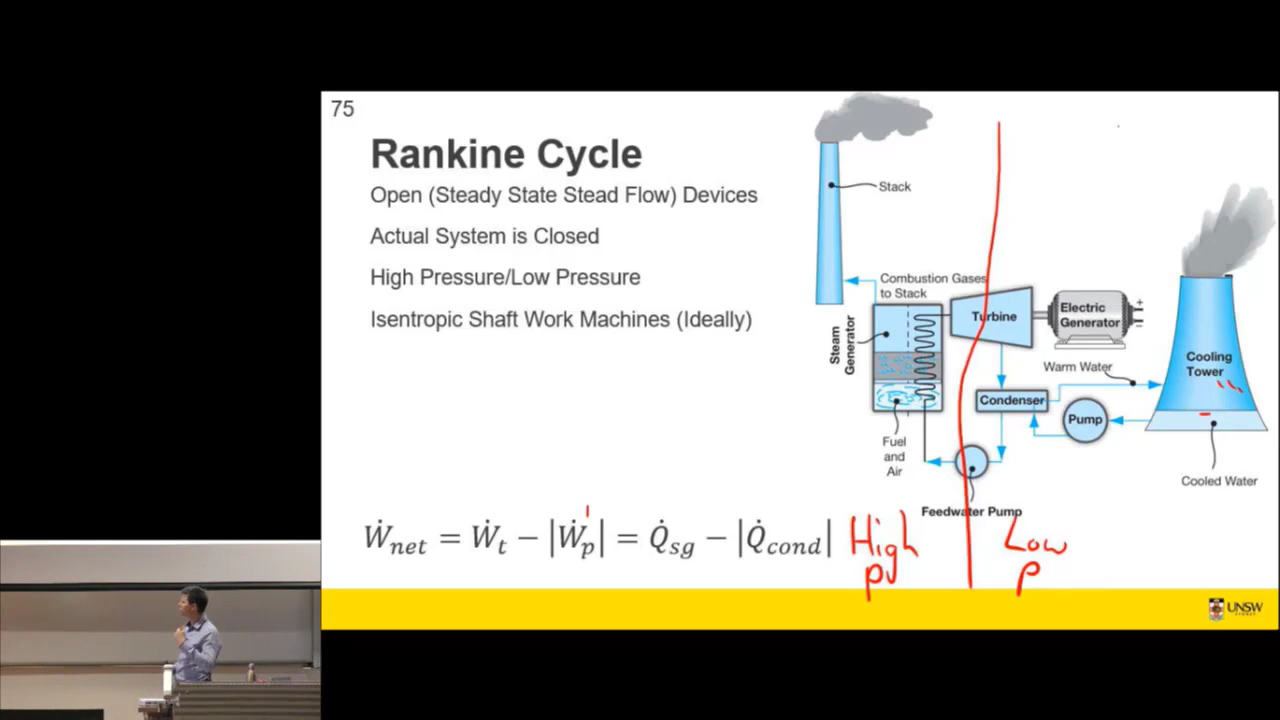 75
Rankine Cycle
Open (Steady State Stead Flow) Devices
Actual System is Closed
High Pressure/Low Pressure
Isentropic Shaft Work Machines (Ideally)
Stack
Combustion Gases
to Stack
Steam
Generator
Turbine
Electric
Generator
+
-
Warm Water
Cooling
Tower
Condenser
Pump
Fuel
and
Air
Cooled Water
Feedwater Pump
Ẇnet = Ẇt − |Ẇp| = Q̇sg − |Q̇cond|
High
p
Low
p
UNSW